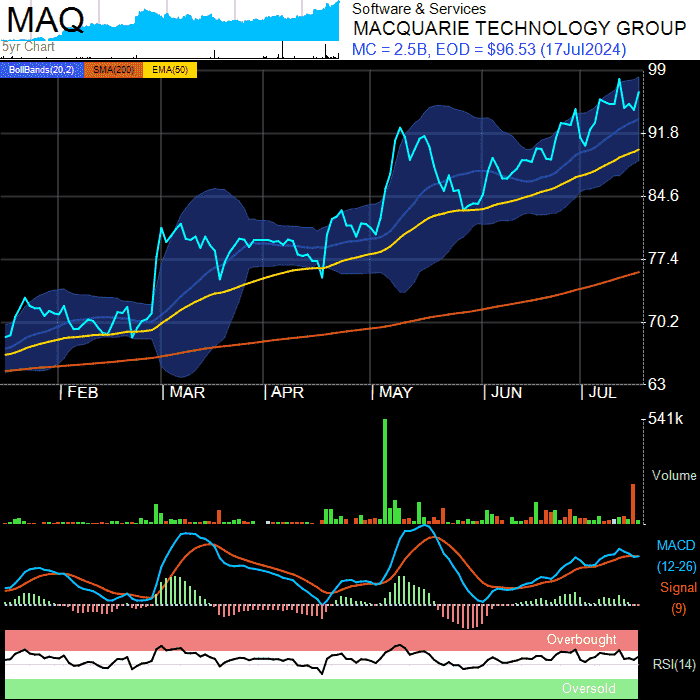 MAQ
5yr Chart
Software & Services
MACQUARIE TECHNOLOGY GROUP
MC = 2.5B, EOD = $96.53 (17Jul2024)
BollBands(20,2) SMA(200) EMA(50)
99
91.8
84.6
77.4
70.2
63
FEB MAR APR MAY JUN JUL
541k
Volume
MACD
(12-26)
Signal
(9)
Overbought
RSI(14)
Oversold